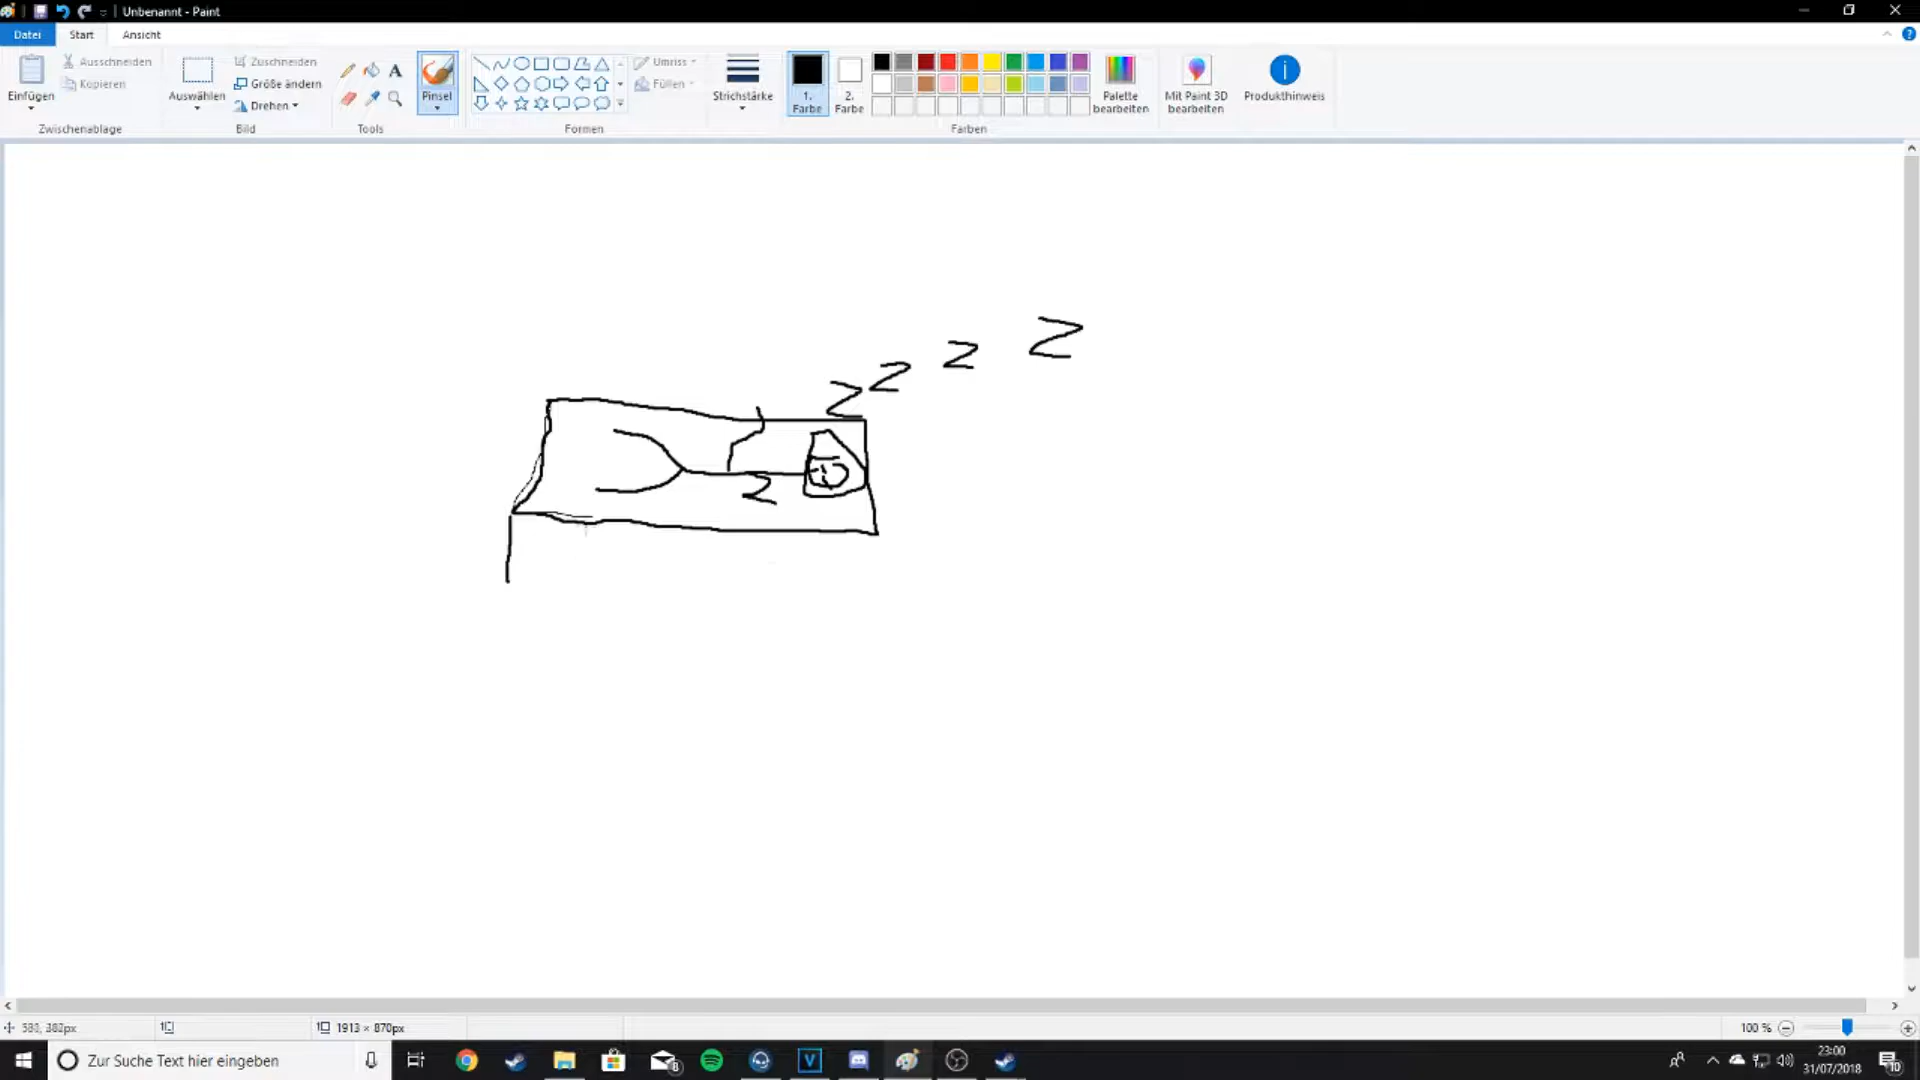 Unbenannt - Paint
Datei Start Ansicht
Einfügen
Ausschneiden
Kopieren
Zwischenablage
Auswählen
Zuschneiden
Größe ändern
Drehen
Bild
A
Tools
Pinsel
Formen
Umriss
Füllen
Strichstärke
1. Farbe
2. Farbe
Farben
Palette bearbeiten
Mit Paint 3D bearbeiten
Produkthinweis
Z Z Z Z
1913 × 870px
100 %
Zur Suche Text hier eingeben
8
V
23:00
31/07/2018
10